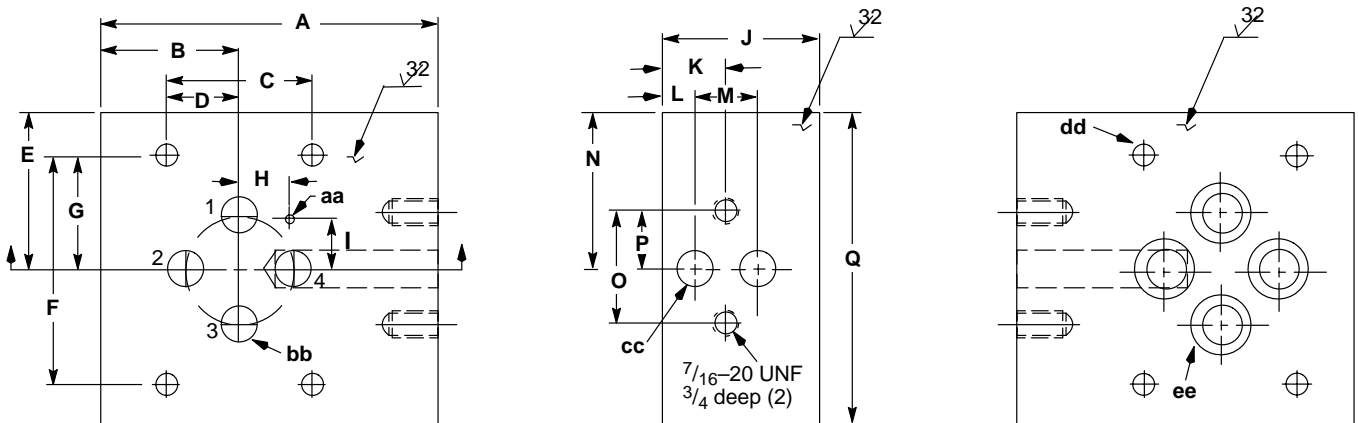 A
B
C
D
E
F
G
H
I
aa
1
2
3
4
bb
32
J
K
L
M
N
O
P
Q
cc
7/16–20 UNF
3/4 deep (2)
32
32
dd
ee